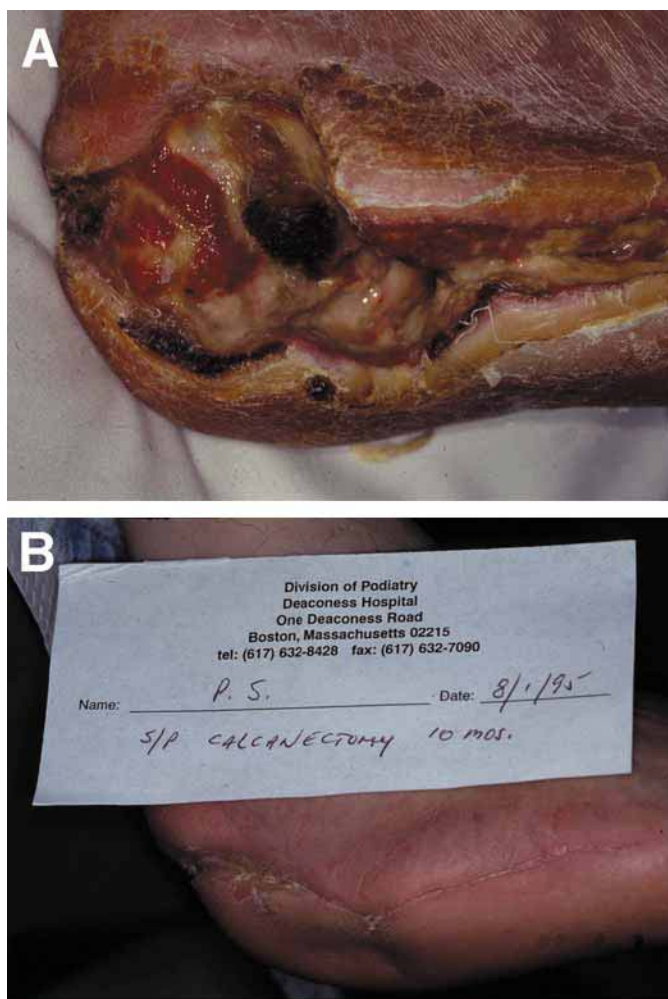 A
B
Division of Podiatry
Deaconess Hospital
One Deaconess Road
Boston, Massachusetts 02215
tel: (617) 632-8428 fax: (617) 632-7090
Name: P. S. Date: 8/1/95
S/P CALCANECTOMY 10 MOS.